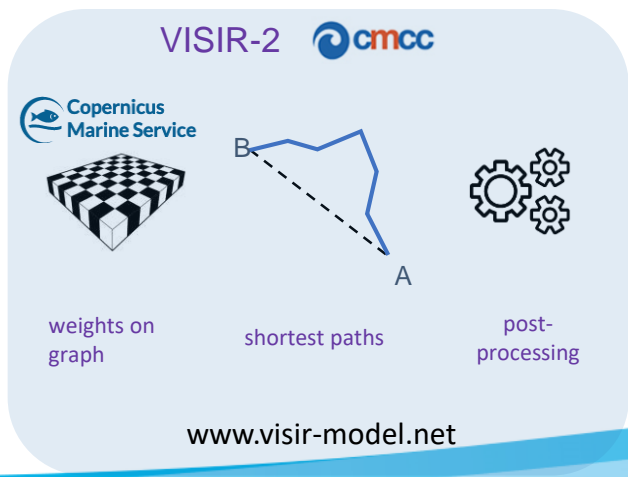 VISIR-2
cmcc
Copernicus
Marine Service
B
A
weights on
graph
shortest paths
post-
processing
www.visir-model.net